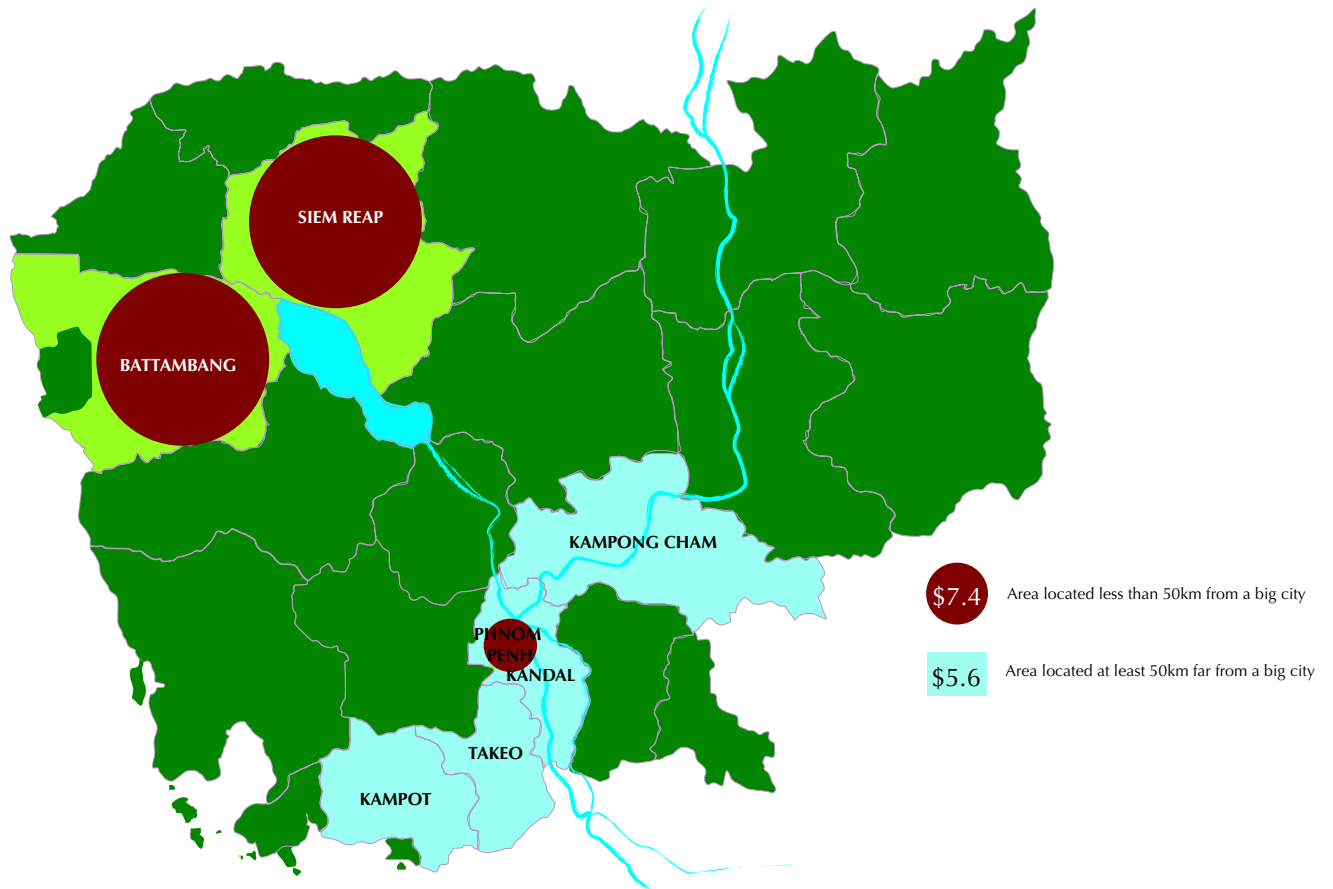 SIEM REAP
BATTAMBANG
KAMPONG CHAM
PHNOM
PENH
KANDAL
TAKEO
KAMPOT
$7.4 Area located less than 50km from a big city
$5.6 Area located at least 50km far from a big city